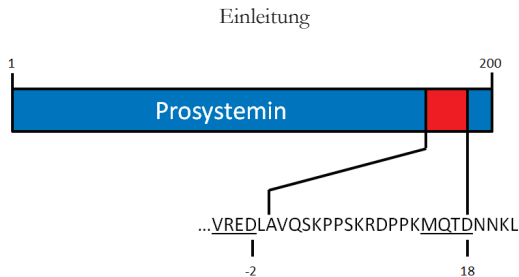 Einleitung
1 200
Prosystemin
...VREDLAVQSKPPSKRDPPKMQTDNNKL
-2 18